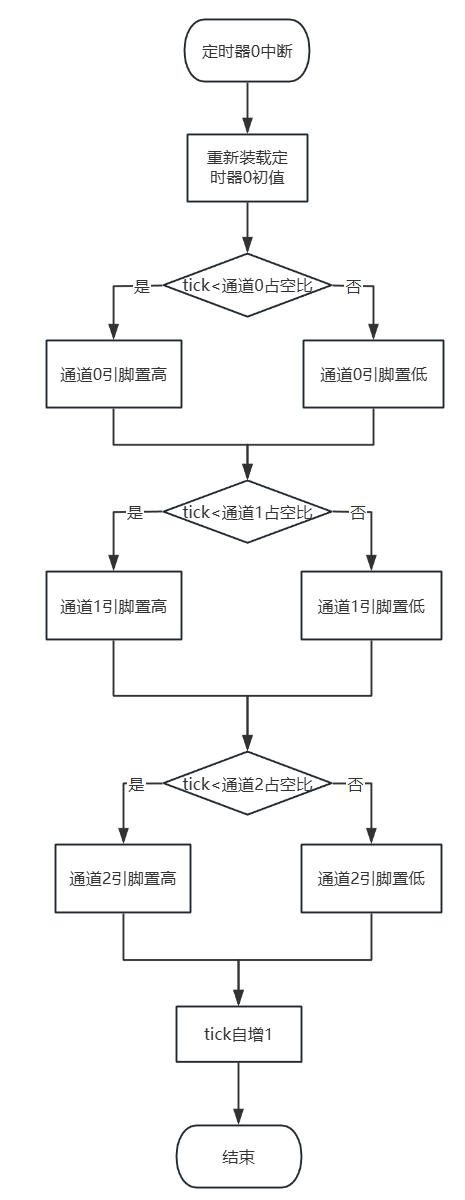 定时器0中断
重新装载定
时器0初值
tick<通道0占空比
是
否
通道0引脚置高
通道0引脚置低
tick<通道1占空比
是
否
通道1引脚置高
通道1引脚置低
tick<通道2占空比
是
否
通道2引脚置高
通道2引脚置低
tick自增1
结束